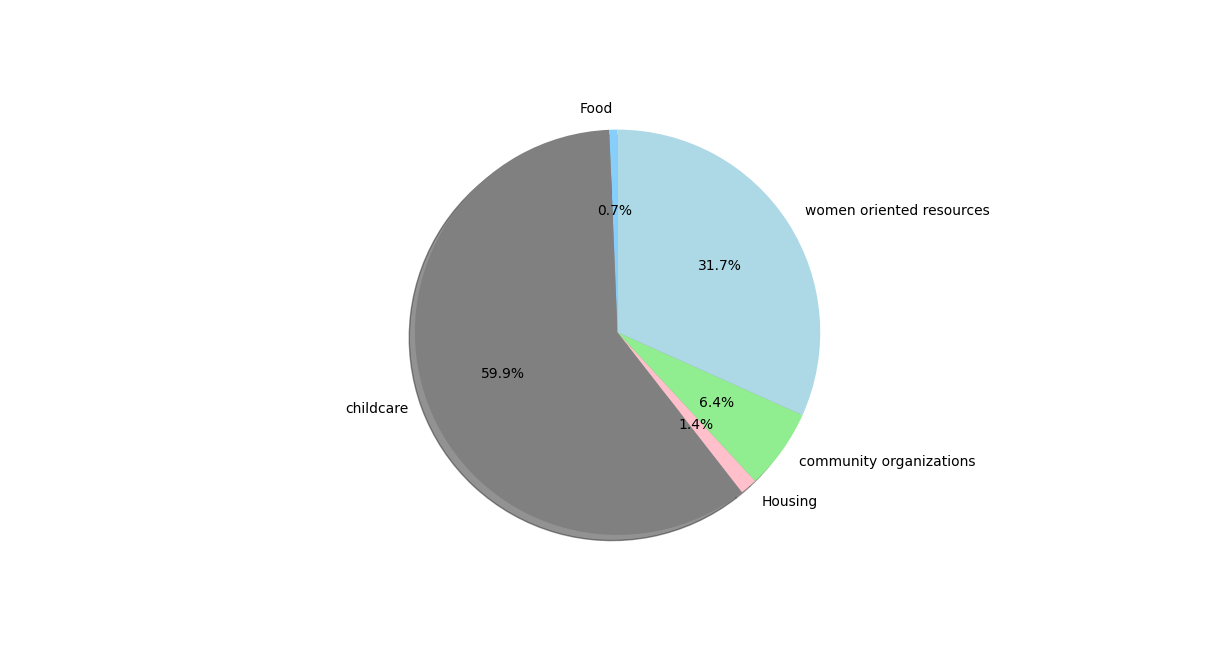 Food
0.7%
women oriented resources
31.7%
59.9%
6.4%
childcare
1.4%
community organizations
Housing